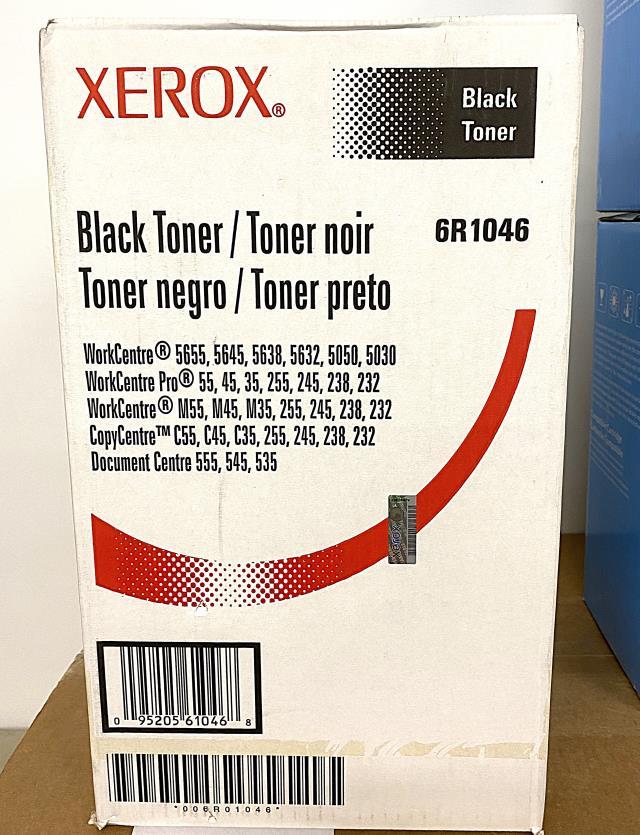 XEROX®
Black
Toner
Black Toner / Toner noir
Toner negro / Toner preto
6R1046
WorkCentre® 5655, 5645, 5638, 5632, 5050, 5030
WorkCentre Pro® 55, 45, 35, 255, 245, 238, 232
WorkCentre® M55, M45, M35, 255, 245, 238, 232
CopyCentre™ C55, C45, C35, 255, 245, 238, 232
Document Centre 555, 545, 535
xerox
0 95205 61046 8
*006R01046*